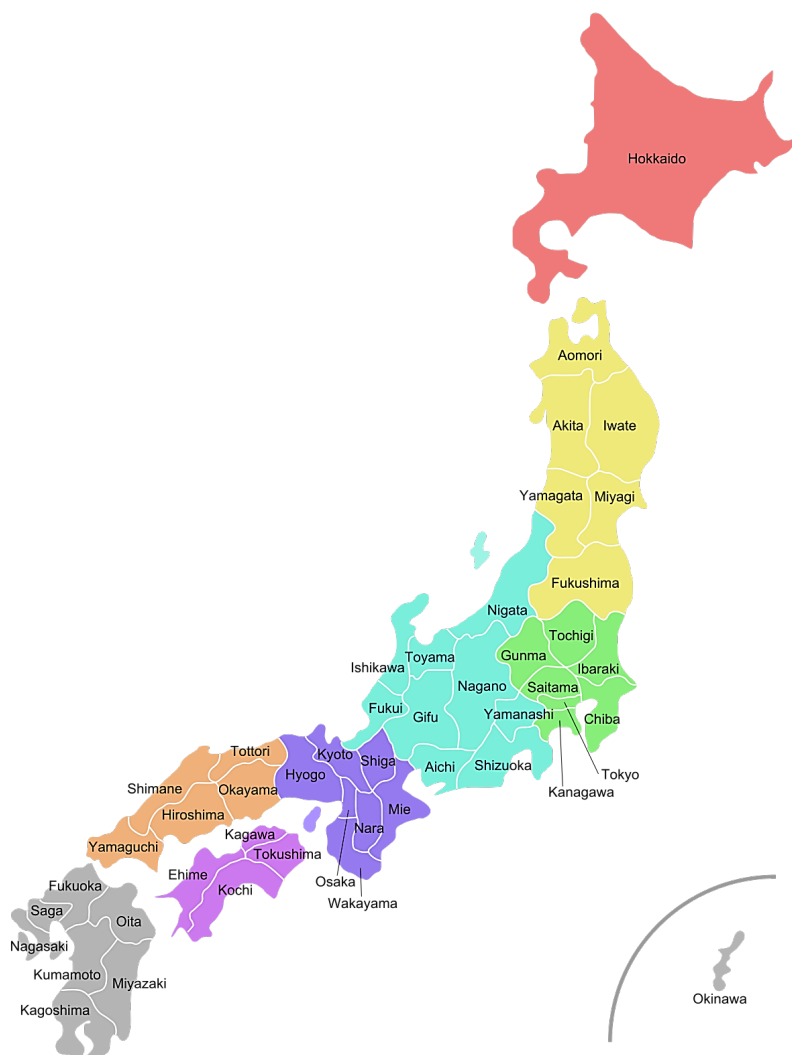 Hokkaido
Aomori
Akita
Iwate
Yamagata
Miyagi
Fukushima
Nigata
Tochigi
Gunma
Toyama
Ishikawa
Ibaraki
Nagano
Saitama
Fukui
Gifu
Yamanashi
Chiba
Tottori
Kyoto
Shiga
Aichi
Shizuoka
Hyogo
Tokyo
Shimane
Okayama
Kanagawa
Mie
Hiroshima
Nara
Kagawa
Yamaguchi
Tokushima
Ehime
Osaka
Fukuoka
Kochi
Wakayama
Saga
Oita
Nagasaki
Kumamoto
Miyazaki
Okinawa
Kagoshima